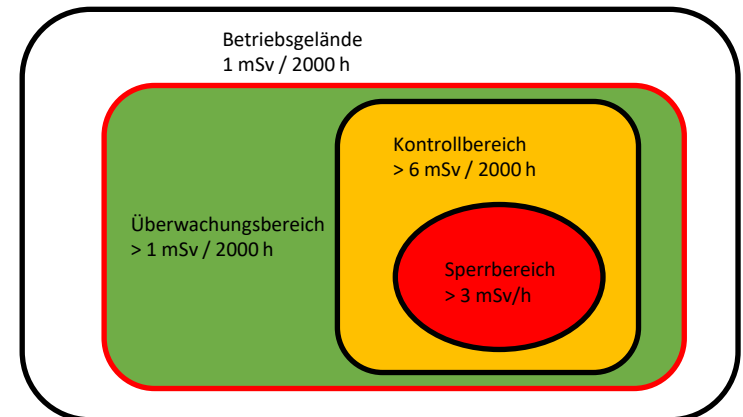 Betriebsgelände
1 mSv / 2000 h
Kontrollbereich
> 6 mSv / 2000 h
Überwachungsbereich
> 1 mSv / 2000 h
Sperrbereich
> 3 mSv/h